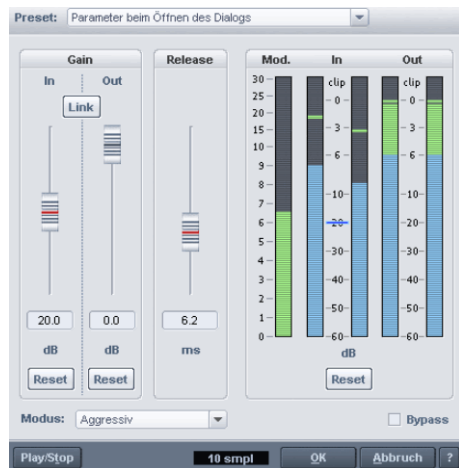 Preset: Parameter beim Öffnen des Dialogs
Gain
In Out
Link
20.0 0.0
dB dB
Reset Reset
Release
6.2
ms
Mod. In Out
30
25
20
15
10
9
8
7
6
5
4
3
2
1
0
clip
0
3
6
-10
-20
-30
-40
-50
-60
clip
0
3
6
-10
-20
-30
-40
-50
-60
dB
Reset
Modus: Aggressiv
Bypass
Play/Stop 10 smpl OK Abbruch ?